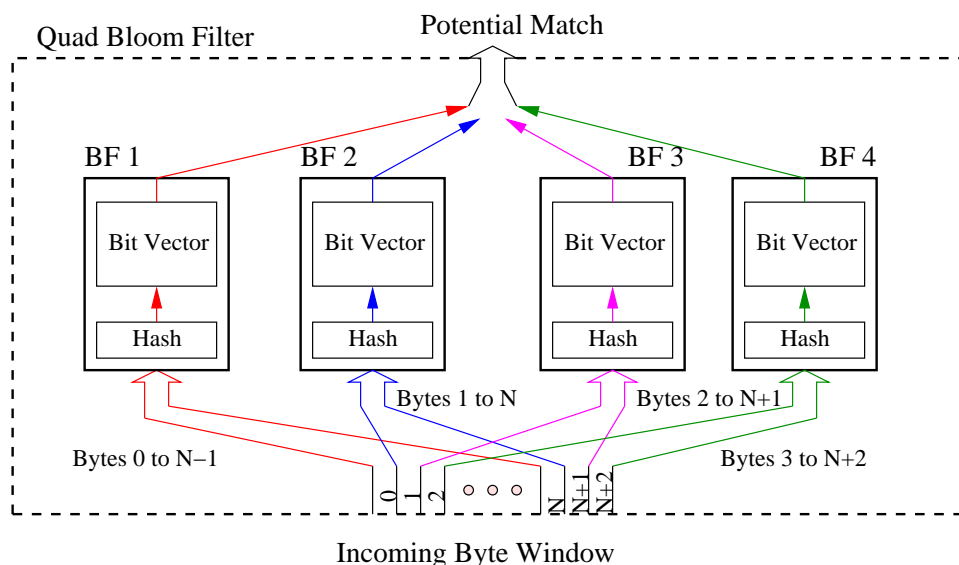 Potential Match
Quad Bloom Filter
BF 1
BF 2
BF 3
BF 4
Bit Vector
Bit Vector
Bit Vector
Bit Vector
Hash
Hash
Hash
Hash
Bytes 1 to N
Bytes 2 to N+1
Bytes 0 to N−1
Bytes 3 to N+2
0
1
2
N
N+1
N+2
Incoming Byte Window